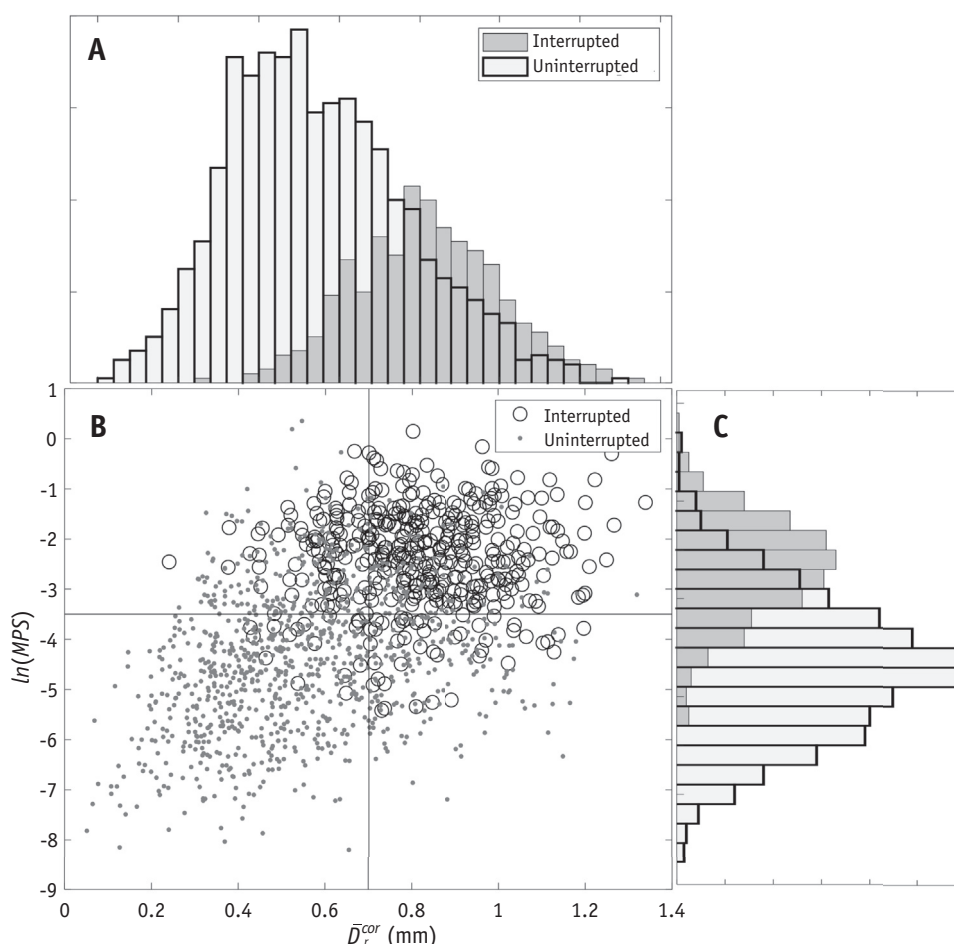 A
Interrupted
Uninterrupted
B
Interrupted
Uninterrupted
C
1
0
-1
-2
-3
-4
-5
-6
-7
-8
-9
ln(MPS)
0
0.2
0.4
0.6
0.8
1
1.2
1.4
D̄ᵣᶜᵒʳ (mm)